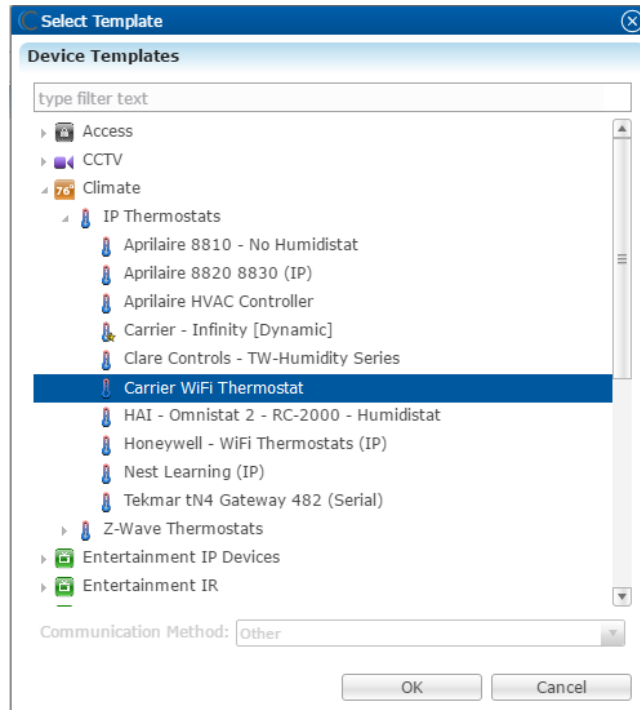 Select Template
Device Templates
type filter text
Access
CCTV
76° Climate
IP Thermostats
Aprilaire 8810 - No Humidistat
Aprilaire 8820 8830 (IP)
Aprilaire HVAC Controller
Carrier - Infinity [Dynamic]
Clare Controls - TW-Humidity Series
Carrier WiFi Thermostat
HAI - Omnistat 2 - RC-2000 - Humidistat
Honeywell - WiFi Thermostats (IP)
Nest Learning (IP)
Tekmar tN4 Gateway 482 (Serial)
Z-Wave Thermostats
Entertainment IP Devices
Entertainment IR
Communication Method: Other
OK Cancel